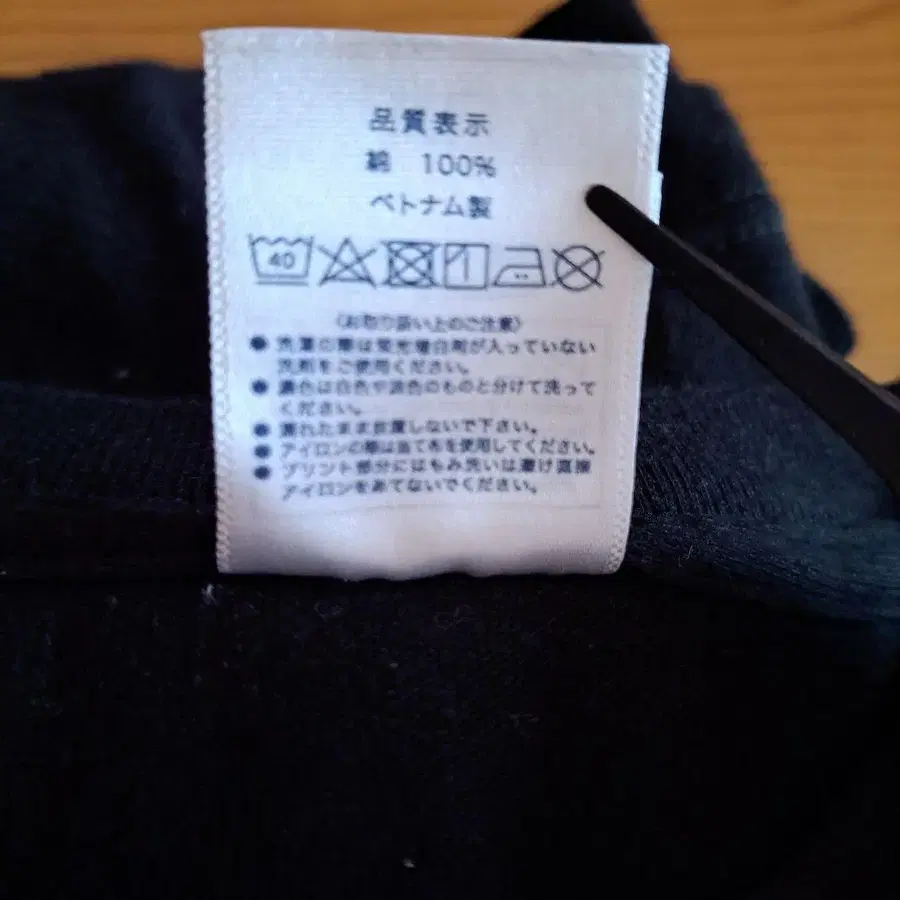 品質表示
綿 100%
ベトナム製
40
〈お取り扱い上のご注意〉
● 洗濯の際は蛍光増白剤が入っていない
洗剤をご使用ください。
● 濃色は白色や淡色のものと分けて洗って
ください。
● 濡れたまま放置しないで下さい。
● アイロンの際は当て布を使用してください。
● プリント部分にはもみ洗いは避け直接
アイロンをあてないでください。